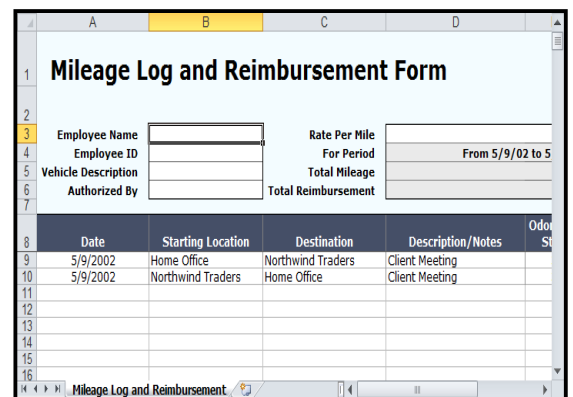 A B C D
1 Mileage Log and Reimbursement Form
2
3 Employee Name Rate Per Mile
4 Employee ID For Period From 5/9/02 to 5
5 Vehicle Description Total Mileage
6 Authorized By Total Reimbursement
7
Odo
8 Date Starting Location Destination Description/Notes St
9 5/9/2002 Home Office Northwind Traders Client Meeting
10 5/9/2002 Northwind Traders Home Office Client Meeting
11
12
13
14
15
16
Mileage Log and Reimbursement